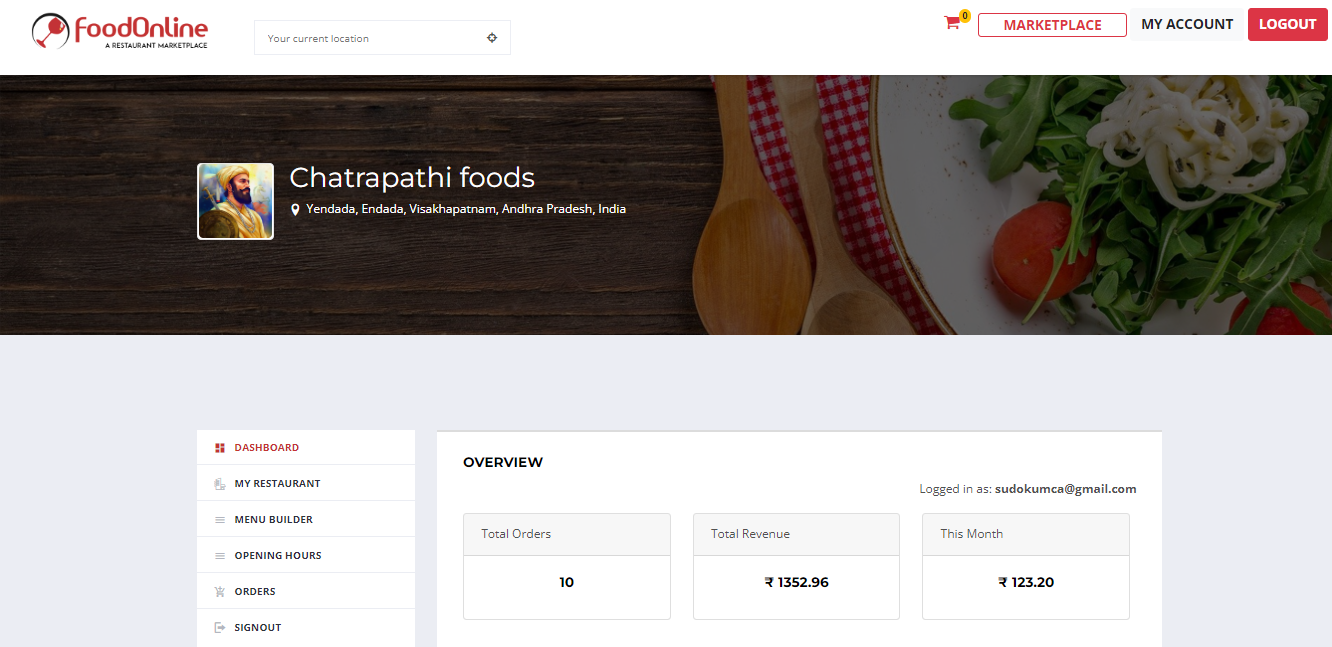 FoodOnline
A RESTAURANT MARKETPLACE
Your current location
0
MARKETPLACE
MY ACCOUNT
LOGOUT
Chatrapathi foods
Yendada, Endada, Visakhapatnam, Andhra Pradesh, India
DASHBOARD
MY RESTAURANT
MENU BUILDER
OPENING HOURS
ORDERS
SIGNOUT
OVERVIEW
Logged in as: sudokumca@gmail.com
Total Orders
10
Total Revenue
₹ 1352.96
This Month
₹ 123.20